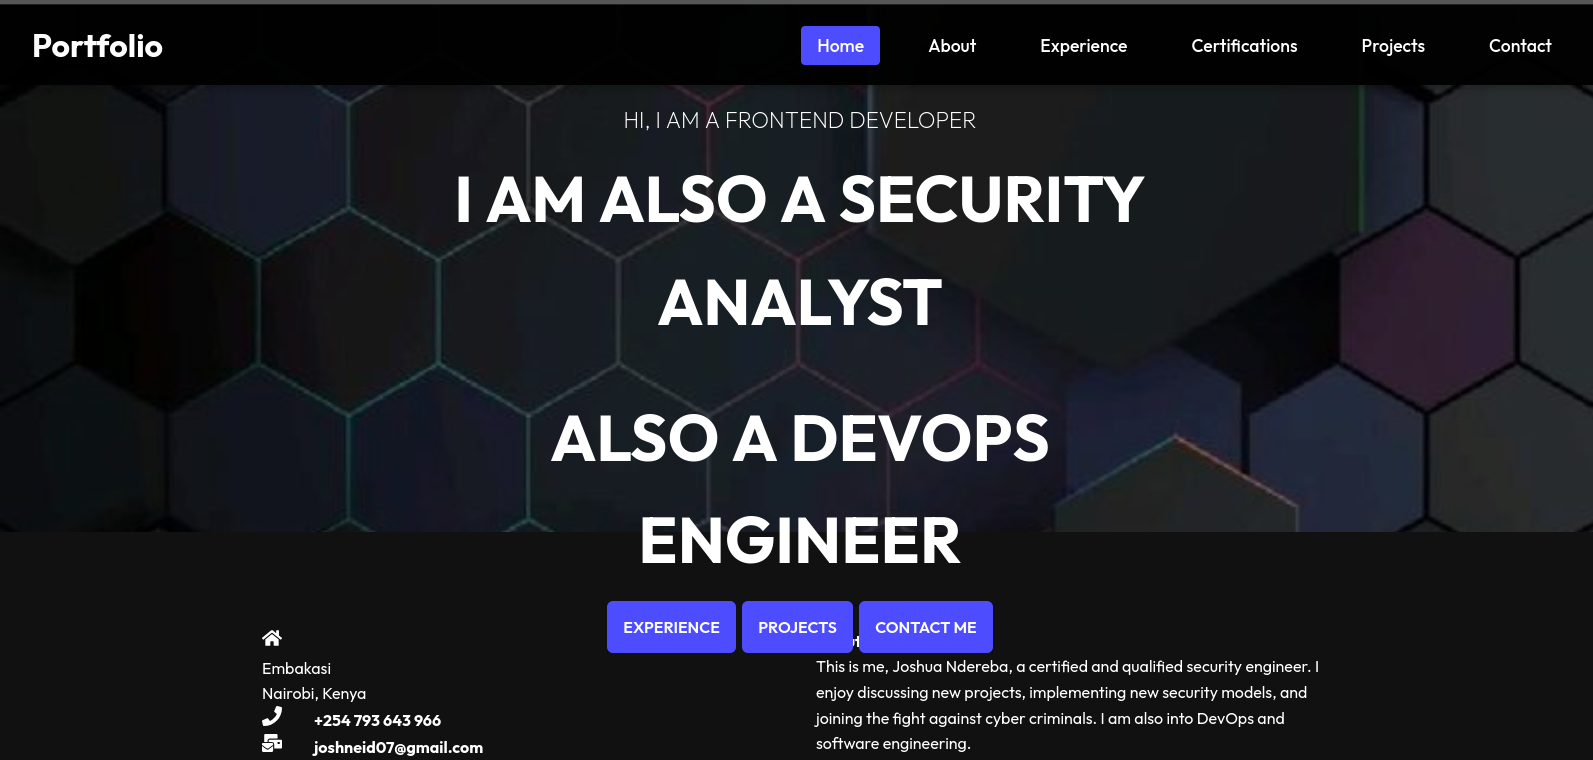 Portfolio
Home About Experience Certifications Projects Contact
HI, I AM A FRONTEND DEVELOPER
I AM ALSO A SECURITY
ANALYST
ALSO A DEVOPS
ENGINEER
EXPERIENCE PROJECTS CONTACT ME
Embakasi
Nairobi, Kenya
+254 793 643 966
joshneid07@gmail.com
This is me, Joshua Ndereba, a certified and qualified security engineer. I
enjoy discussing new projects, implementing new security models, and
joining the fight against cyber criminals. I am also into DevOps and
software engineering.